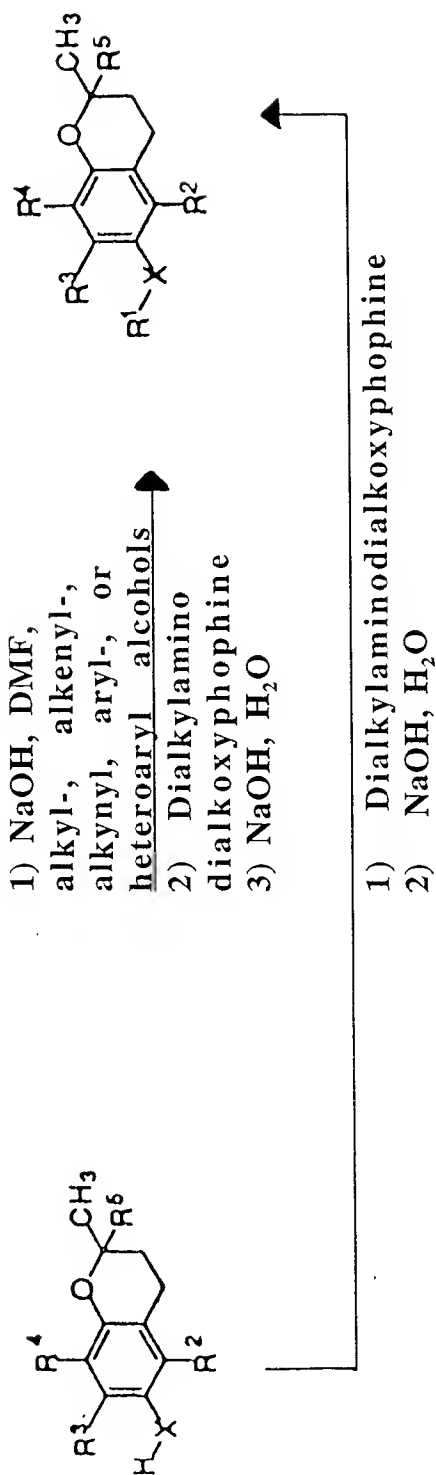 R⁴
O
CH₃
R³
R⁵
H
X
R²
1) NaOH, DMF,
alkyl-, alkenyl-,
alkynyl, aryl-, or
heteroaryl alcohols
2) Dialkylamino
dialkoxyphophine
3) NaOH, H₂O
R⁴
O
CH₃
R³
R⁵
R¹
X
R²
1) Dialkylaminodialkoxyphophine
2) NaOH, H₂O